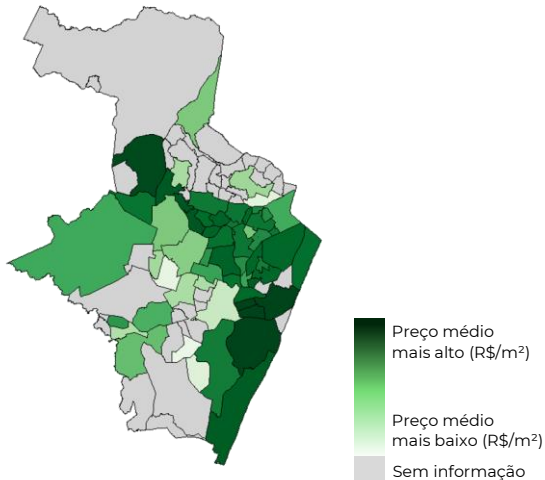 Preço médio
mais alto (R$/m²)
Preço médio
mais baixo (R$/m²)
Sem informação